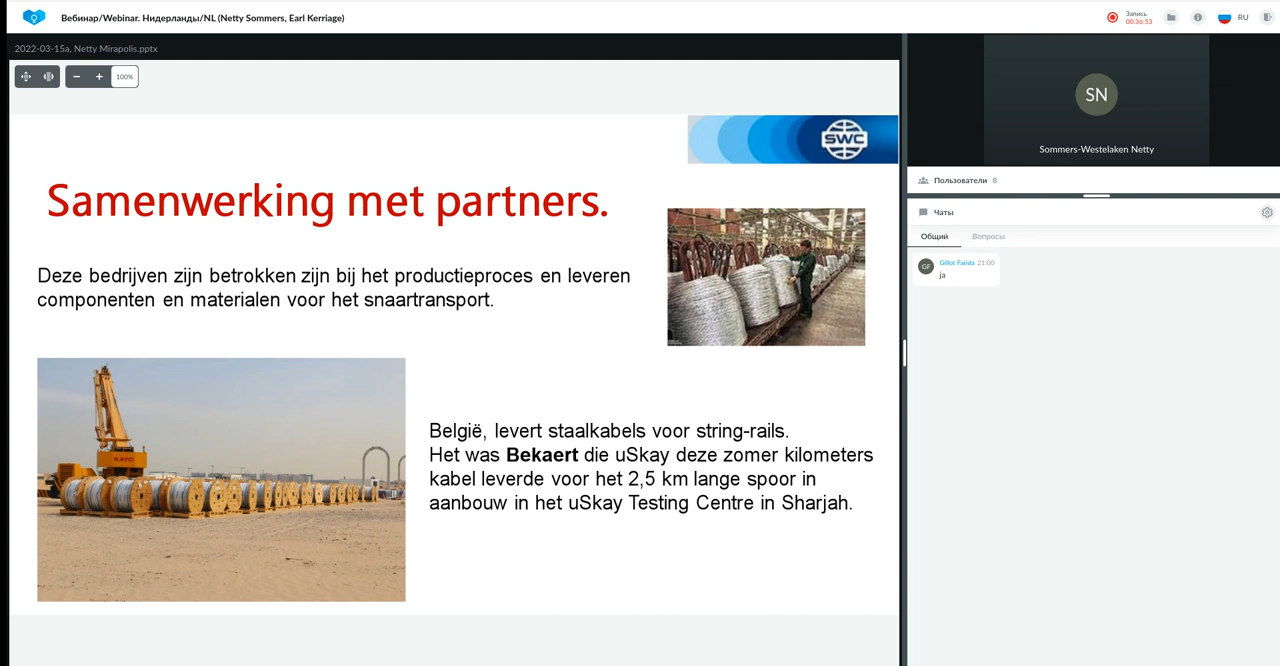 Вебинар/Webinar. Нидерланды/NL (Netty Sommers, Earl Kerriage)
Запись
00:36:53
RU
2022-03-15a, Netty Mirapolis.pptx
100%
SWC
Samenwerking met partners.
Deze bedrijven zijn betrokken zijn bij het productieproces en leveren
componenten en materialen voor het snaartransport.
KATO
België, levert staalkabels voor string-rails.
Het was Bekaert die uSkay deze zomer kilometers
kabel leverde voor het 2,5 km lange spoor in
aanbouw in het uSkay Testing Centre in Sharjah.
SN
Sommers-Westelaken Netty
Пользователи 8
Чаты
Общий Вопросы
GF Gillot Farida 21:00
ja